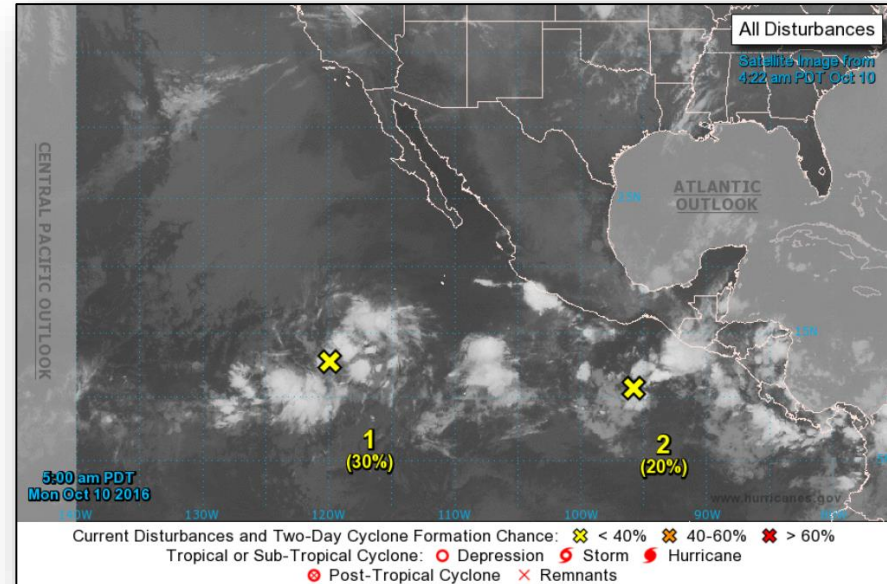 All Disturbances
Satellite Image from
4:22 am PDT Oct 10
CENTRAL PACIFIC OUTLOOK
ATLANTIC
OUTLOOK
25N
15N
1
(30%)
2
(20%)
5:00 am PDT
Mon Oct 10 2016
www.hurricanes.gov
140W 130W 120W 110W 100W 90W 80W
Current Disturbances and Two-Day Cyclone Formation Chance: < 40% 40-60% > 60%
Tropical or Sub-Tropical Cyclone: Depression Storm Hurricane
Post-Tropical Cyclone Remnants